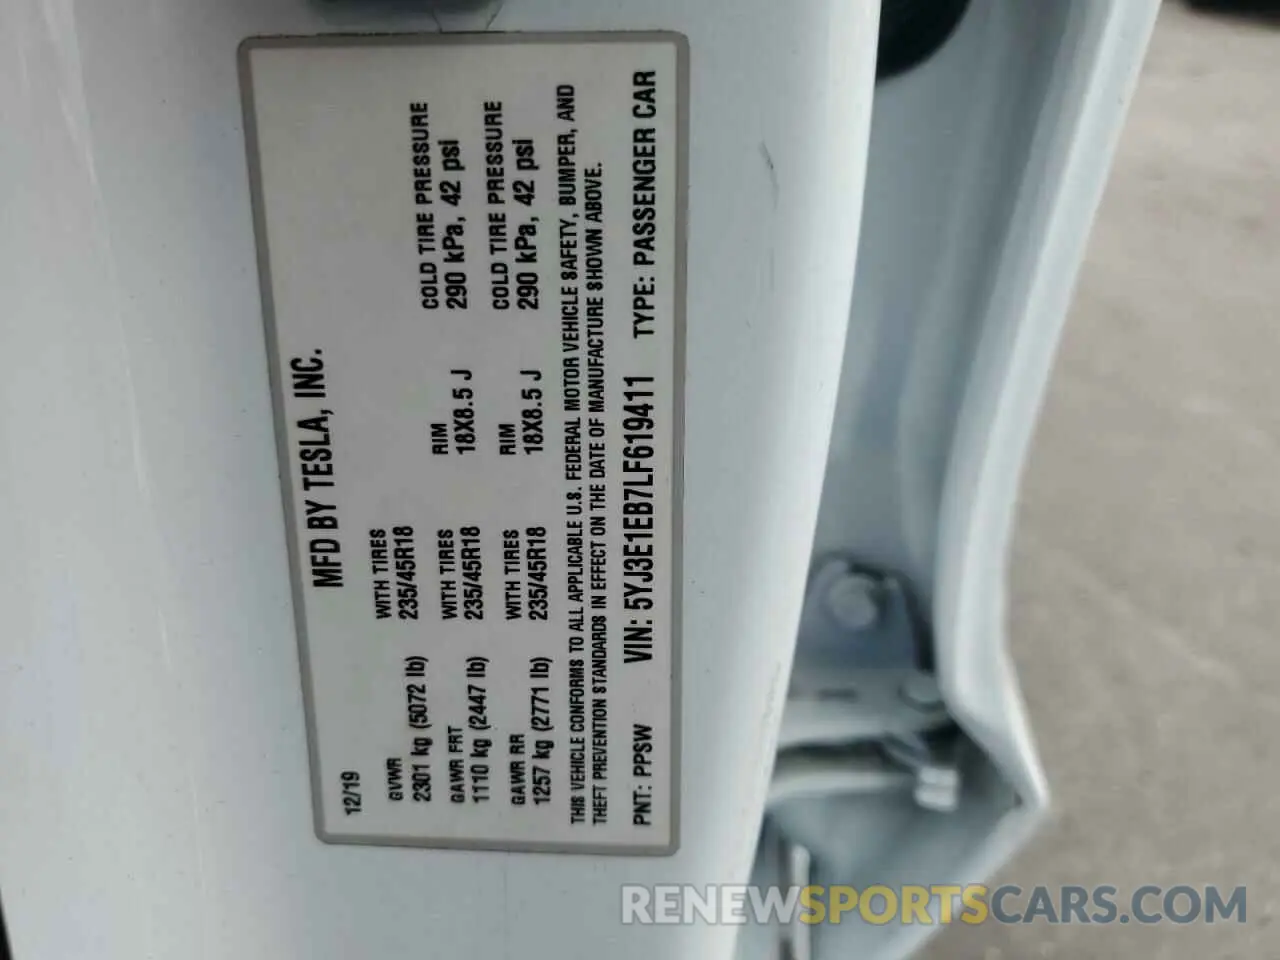 MFD BY TESLA, INC.
12/19
GVWR
2301 kg (5072 lb)
WITH TIRES
235/45R18
GAWR FRT
1110 kg (2447 lb)
WITH TIRES
235/45R18
RIM
18X8.5 J
COLD TIRE PRESSURE
290 kPa, 42 psi
GAWR RR
1257 kg (2771 lb)
WITH TIRES
235/45R18
RIM
18X8.5 J
COLD TIRE PRESSURE
290 kPa, 42 psi
THIS VEHICLE CONFORMS TO ALL APPLICABLE U.S. FEDERAL MOTOR VEHICLE SAFETY, BUMPER, AND
THEFT PREVENTION STANDARDS IN EFFECT ON THE DATE OF MANUFACTURE SHOWN ABOVE.
PNT: PPSW VIN: 5YJ3E1EB7LF619411 TYPE: PASSENGER CAR
RENEWSPORTSCARS.COM